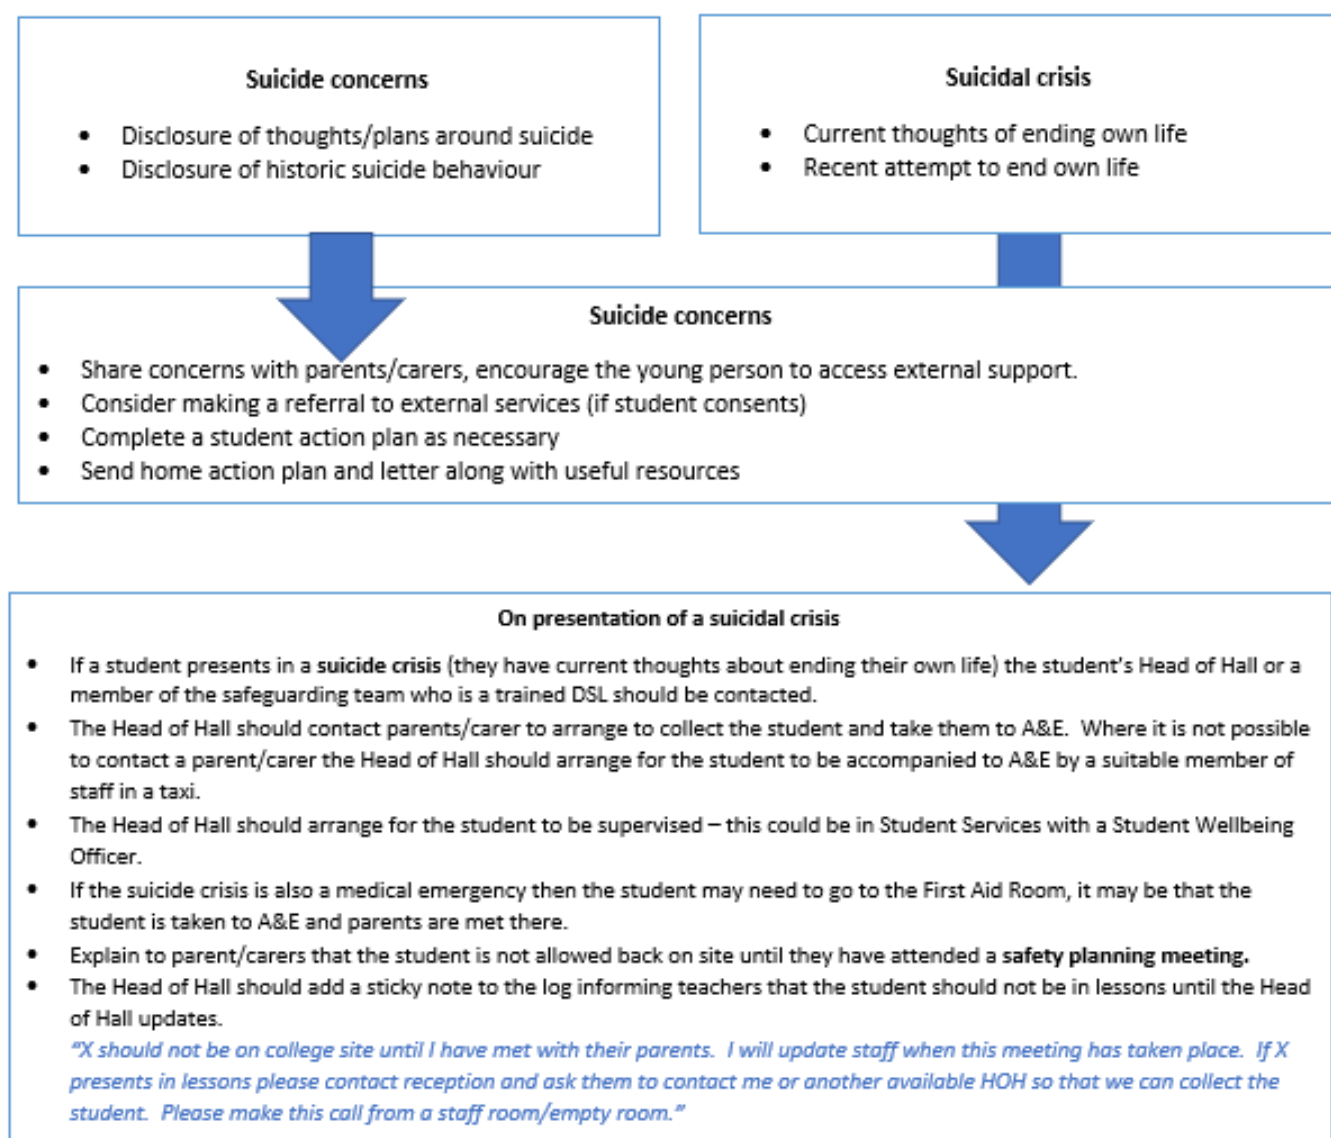 Suicide concerns
• Disclosure of thoughts/plans around suicide
• Disclosure of historic suicide behaviour
Suicidal crisis
• Current thoughts of ending own life
• Recent attempt to end own life
Suicide concerns
• Share concerns with parents/carers, encourage the young person to access external support.
• Consider making a referral to external services (if student consents)
• Complete a student action plan as necessary
• Send home action plan and letter along with useful resources
On presentation of a suicidal crisis
• If a student presents in a suicide crisis (they have current thoughts about ending their own life) the student's Head of Hall or a
member of the safeguarding team who is a trained DSL should be contacted.
• The Head of Hall should contact parents/carer to arrange to collect the student and take them to A&E. Where it is not possible
to contact a parent/carer the Head of Hall should arrange for the student to be accompanied to A&E by a suitable member of
staff in a taxi.
• The Head of Hall should arrange for the student to be supervised – this could be in Student Services with a Student Wellbeing
Officer.
• If the suicide crisis is also a medical emergency then the student may need to go to the First Aid Room, it may be that the
student is taken to A&E and parents are met there.
• Explain to parent/carers that the student is not allowed back on site until they have attended a safety planning meeting.
• The Head of Hall should add a sticky note to the log informing teachers that the student should not be in lessons until the Head
of Hall updates.
"X should not be on college site until I have met with their parents. I will update staff when this meeting has taken place. If X
presents in lessons please contact reception and ask them to contact me or another available HOH so that we can collect the
student. Please make this call from a staff room/empty room."